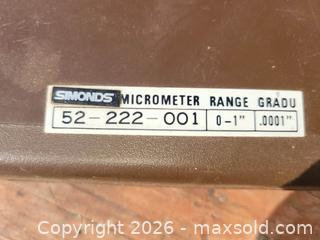 SIMONDS MICROMETER RANGE GRADU
52-222-001 0-1" .0001"
Copyright © 2026 - maxsold.com